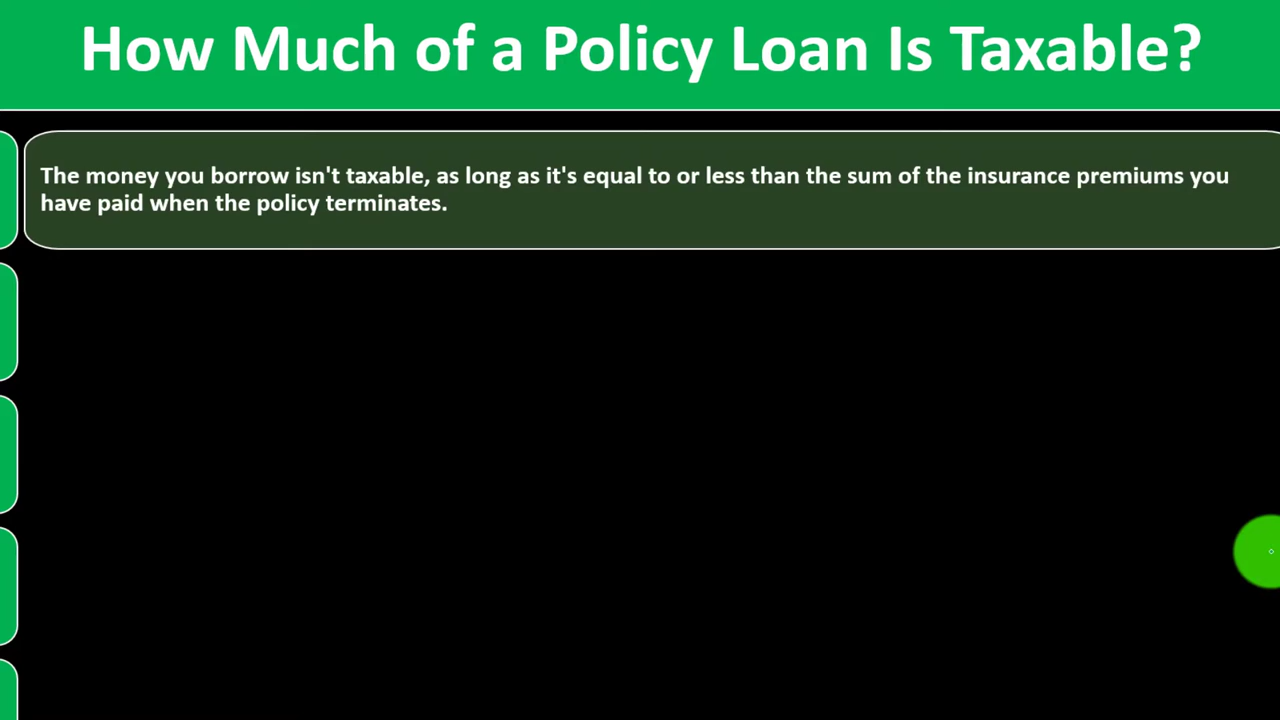 How Much of a Policy Loan Is Taxable?
The money you borrow isn't taxable, as long as it's equal to or less than the sum of the insurance premiums you
have paid when the policy terminates.